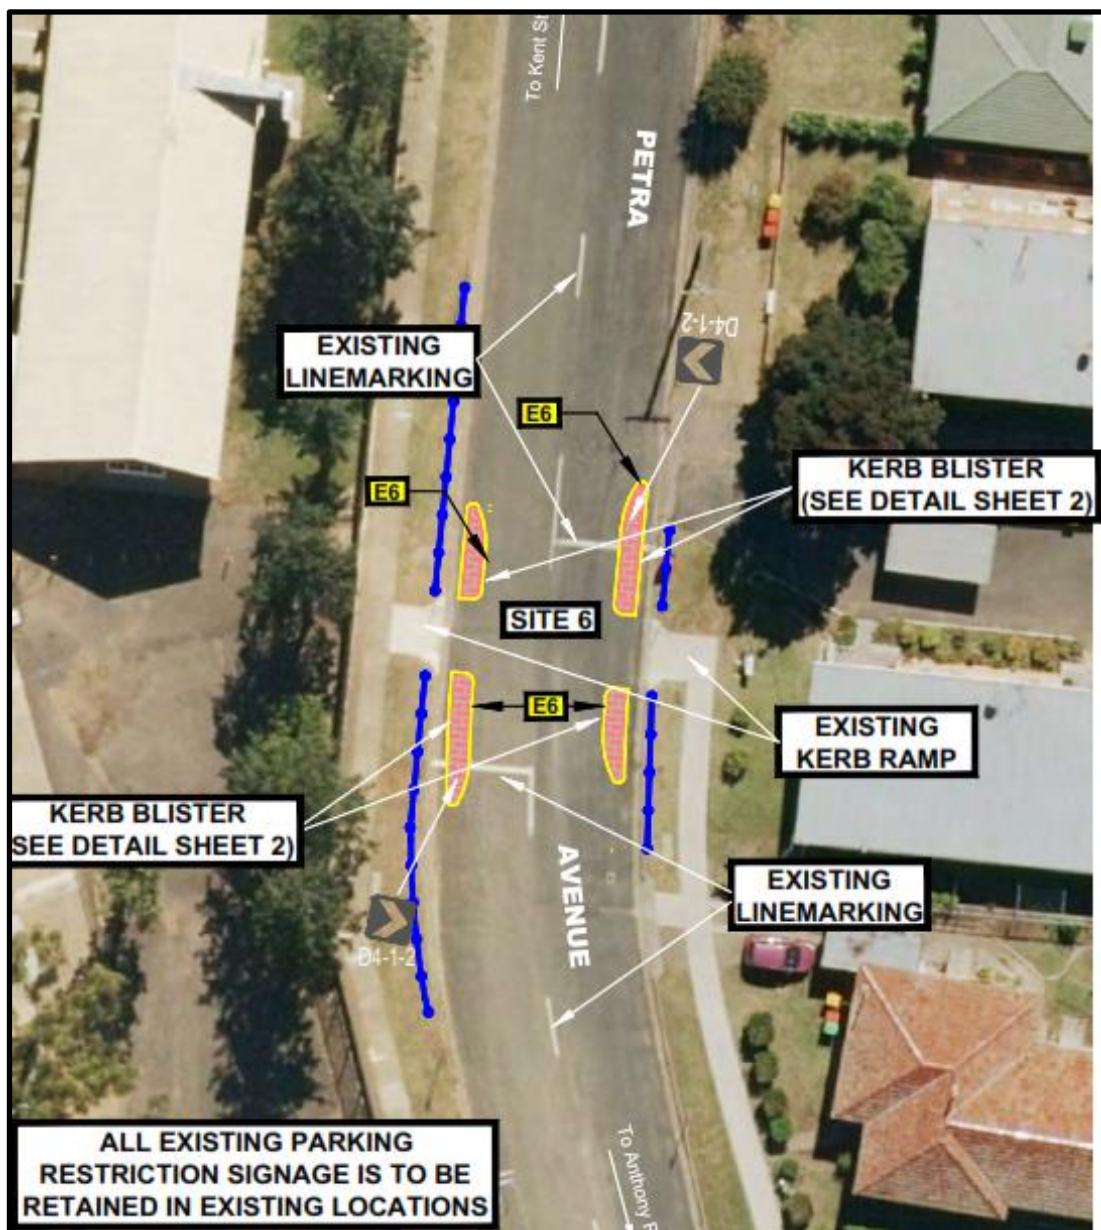 To Kent St
PETRA
D4-1-2
EXISTING
LINEMARKING
E6
E6
KERB BLISTER
(SEE DETAIL SHEET 2)
SITE 6
E6
EXISTING
KERB RAMP
KERB BLISTER
SEE DETAIL SHEET 2)
EXISTING
LINEMARKING
AVENUE
D4-1-2
To Anthony
ALL EXISTING PARKING
RESTRICTION SIGNAGE IS TO BE
RETAINED IN EXISTING LOCATIONS